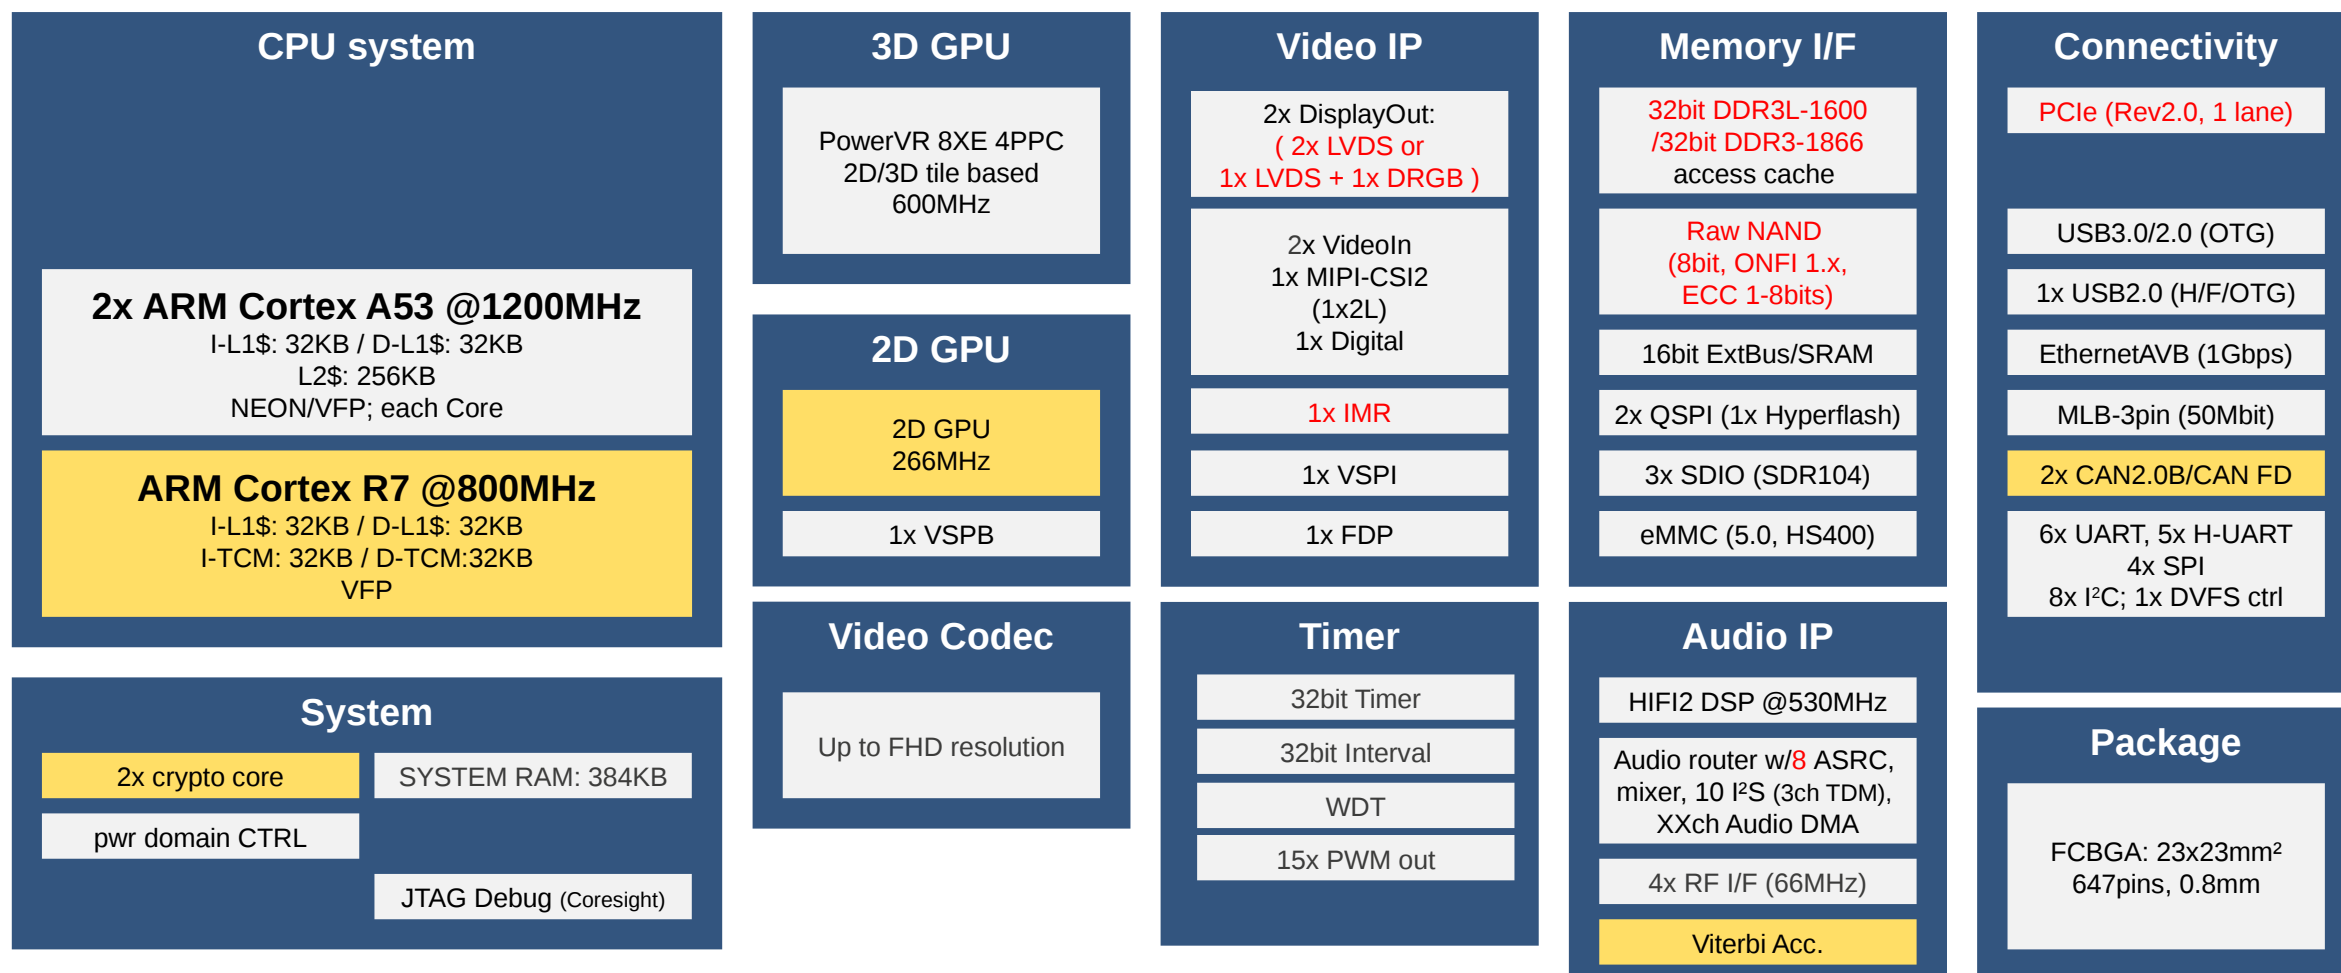 CPU system
2x ARM Cortex A53 @1200MHz
I-L1$: 32KB / D-L1$: 32KB
L2$: 256KB
NEON/VFP; each Core
ARM Cortex R7 @800MHz
I-L1$: 32KB / D-L1$: 32KB
I-TCM: 32KB / D-TCM:32KB
VFP
System
2x crypto core
SYSTEM RAM: 384KB
pwr domain CTRL
JTAG Debug (Coresight)
3D GPU
PowerVR 8XE 4PPC
2D/3D tile based
600MHz
2D GPU
2D GPU
266MHz
1x VSPB
Video Codec
Up to FHD resolution
Video IP
2x DisplayOut:
( 2x LVDS or
1x LVDS + 1x DRGB )
2x VideoIn
1x MIPI-CSI2
(1x2L)
1x Digital
1x IMR
1x VSPI
1x FDP
Timer
32bit Timer
32bit Interval
WDT
15x PWM out
Memory I/F
32bit DDR3L-1600
/32bit DDR3-1866
access cache
Raw NAND
(8bit, ONFI 1.x,
ECC 1-8bits)
16bit ExtBus/SRAM
2x QSPI (1x Hyperflash)
3x SDIO (SDR104)
eMMC (5.0, HS400)
Audio IP
HIFI2 DSP @530MHz
Audio router w/8 ASRC,
mixer, 10 I²S (3ch TDM),
XXch Audio DMA
4x RF I/F (66MHz)
Viterbi Acc.
Connectivity
PCIe (Rev2.0, 1 lane)
USB3.0/2.0 (OTG)
1x USB2.0 (H/F/OTG)
EthernetAVB (1Gbps)
MLB-3pin (50Mbit)
2x CAN2.0B/CAN FD
6x UART, 5x H-UART
4x SPI
8x I²C; 1x DVFS ctrl
Package
FCBGA: 23x23mm²
647pins, 0.8mm